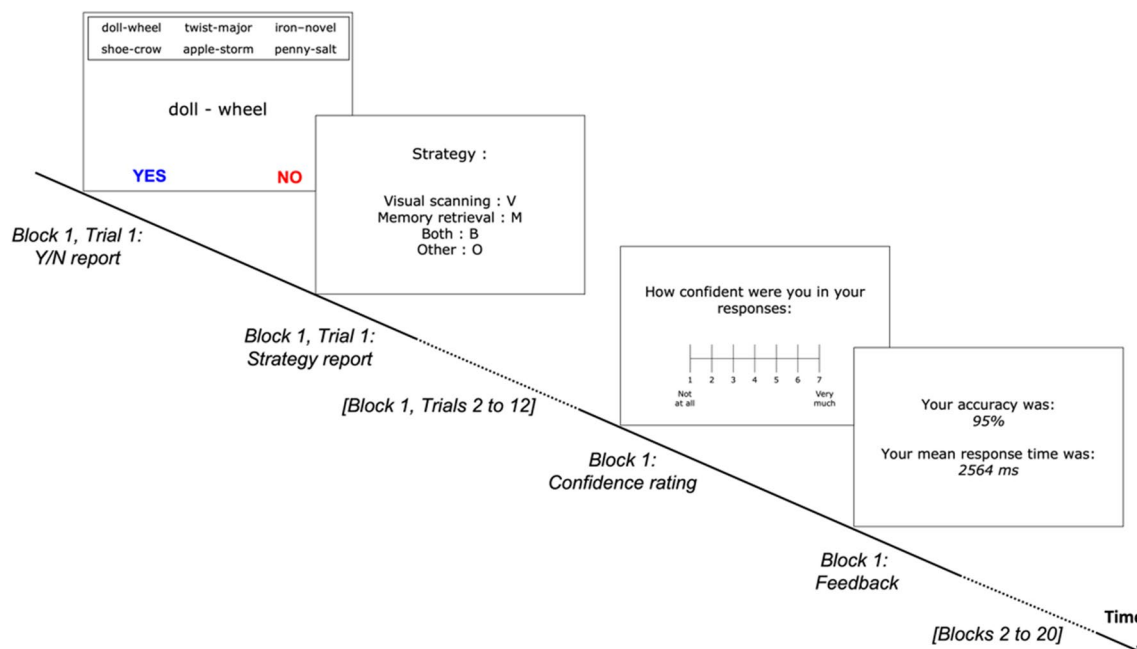 doll-wheel twist-major iron–novel
shoe-crow apple-storm penny-salt
doll - wheel
YES NO
Block 1, Trial 1:
Y/N report
Strategy :
Visual scanning : V
Memory retrieval : M
Both : B
Other : O
Block 1, Trial 1:
Strategy report
[Block 1, Trials 2 to 12]
How confident were you in your
responses:
1 2 3 4 5 6 7
Not
at all
Very
much
Block 1:
Confidence rating
Your accuracy was:
95%
Your mean response time was:
2564 ms
Block 1:
Feedback
[Blocks 2 to 20]
Time